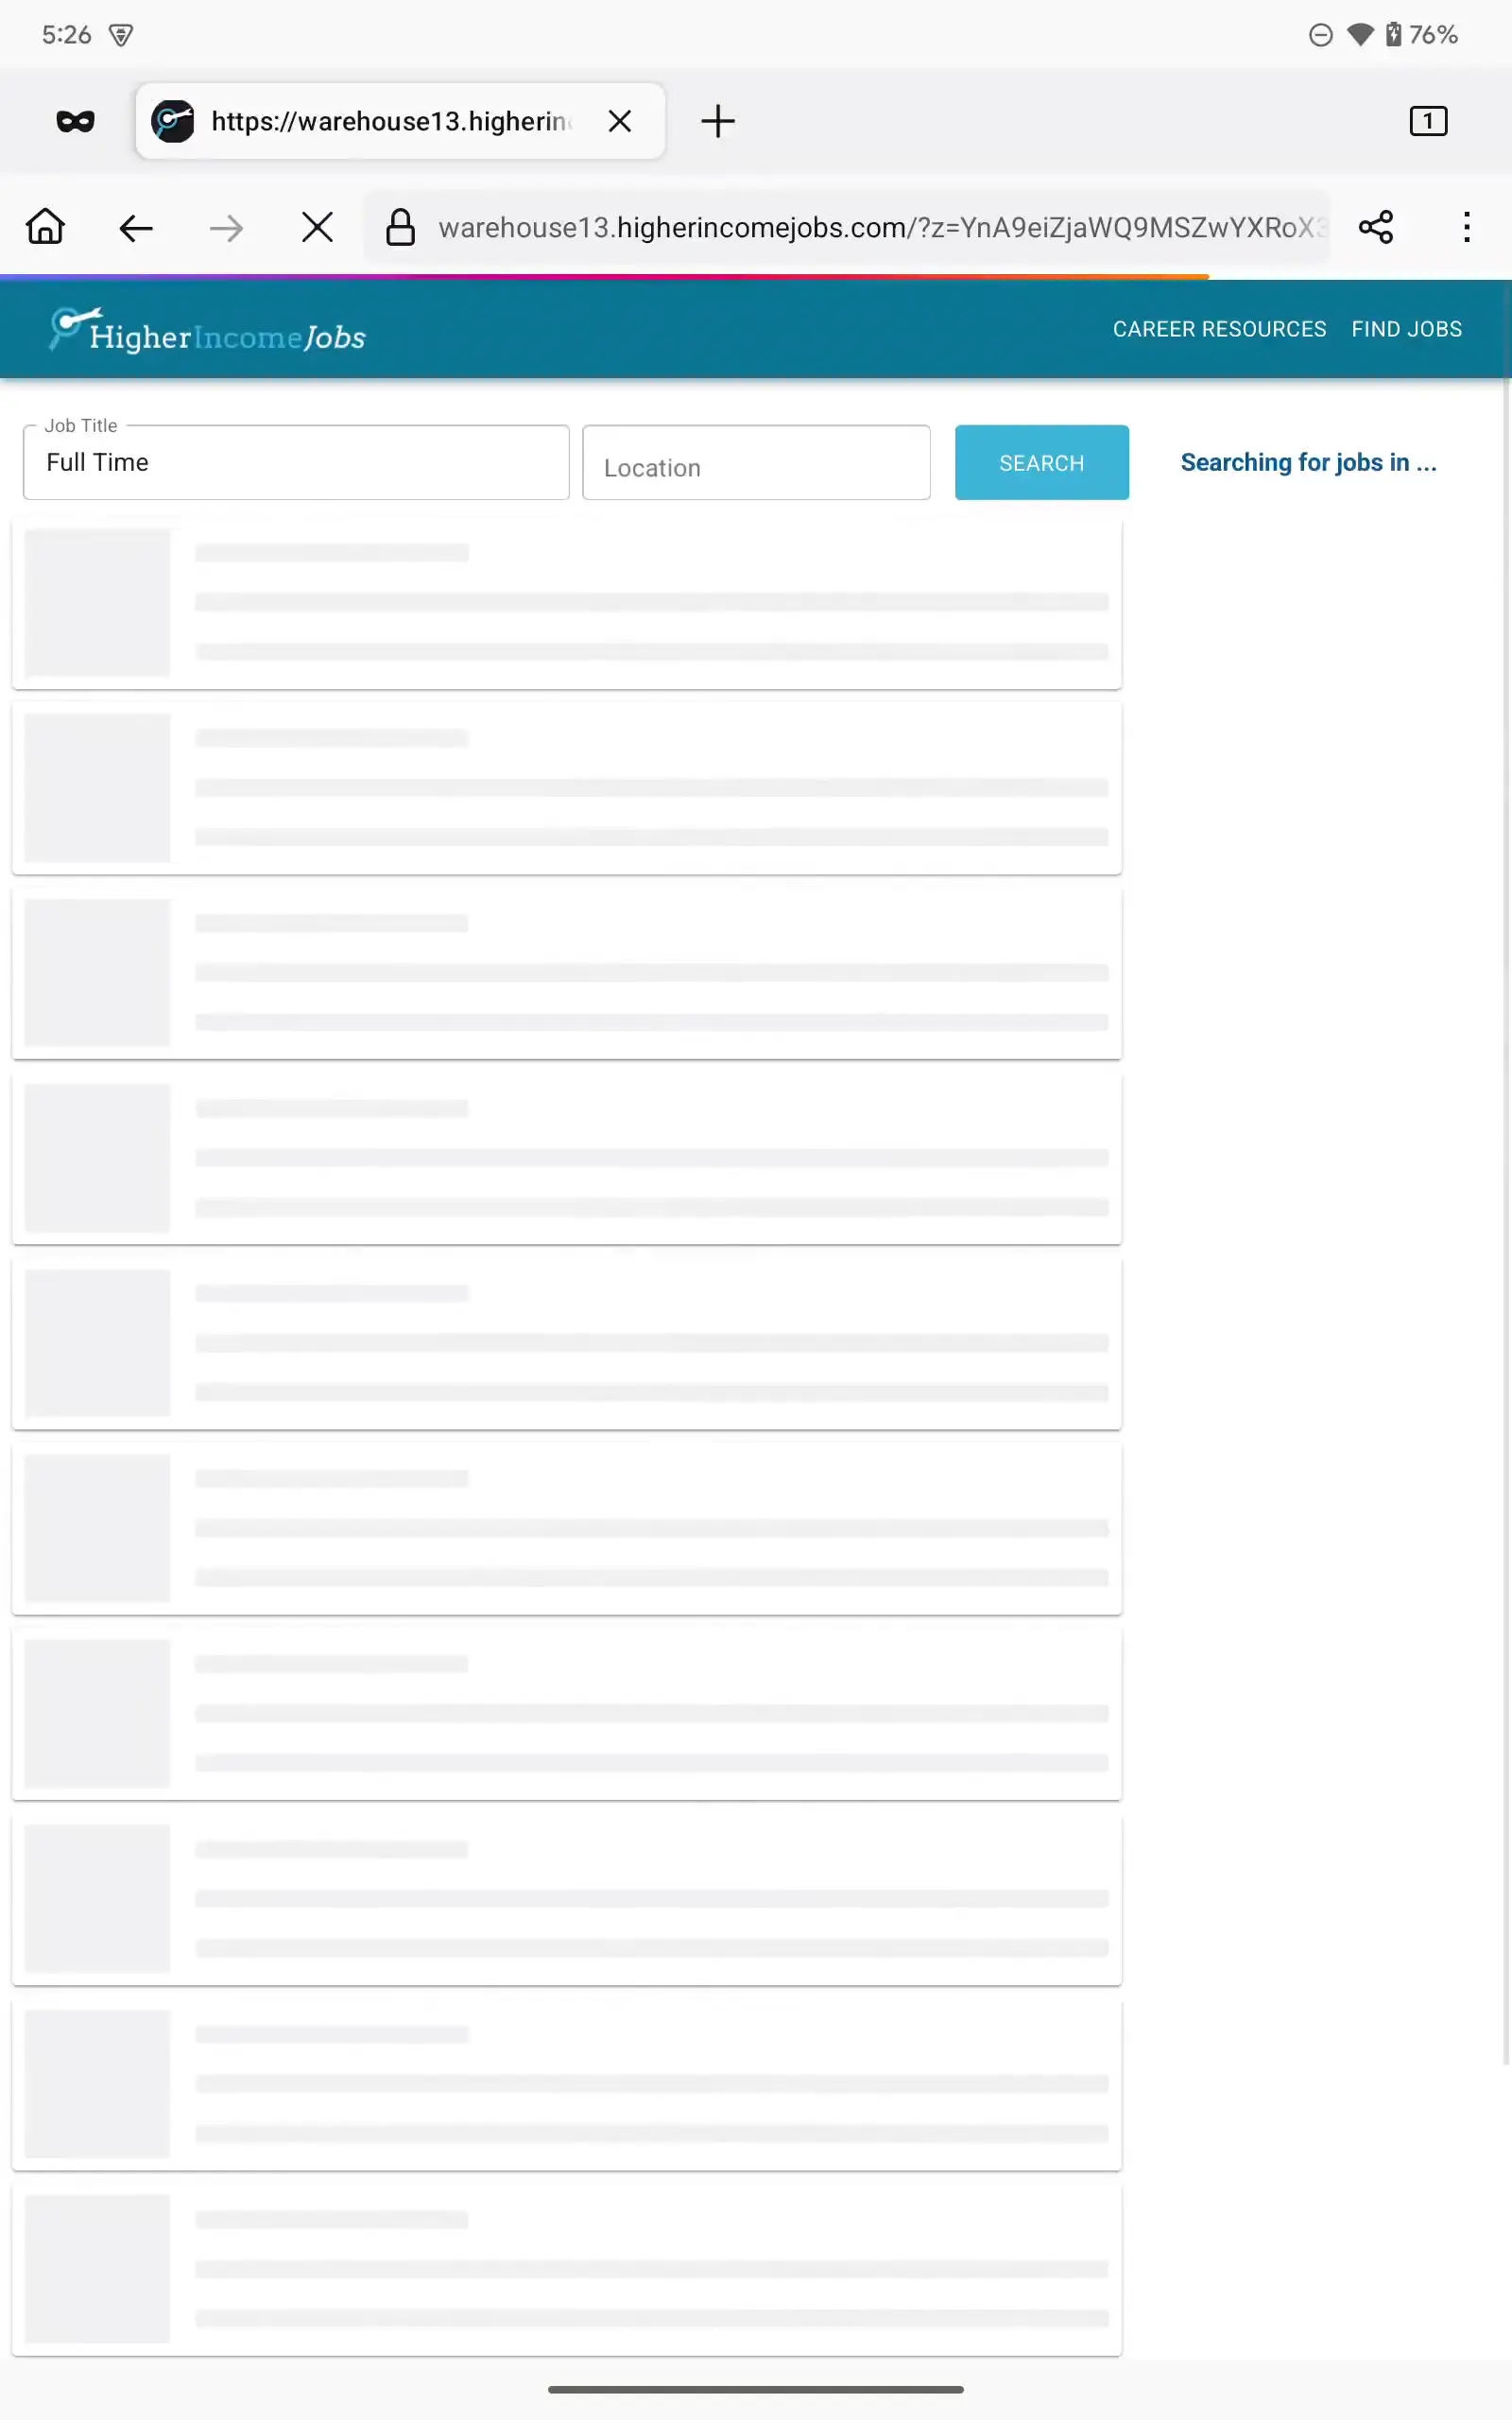 5:26
76%
https://warehouse13.higherin
1
warehouse13.higherincomejobs.com/?z=YnA9eiZjaWQ9MSZwYXRoX3
HigherIncomeJobs
CAREER RESOURCES FIND JOBS
Job Title
Full Time
Location
SEARCH
Searching for jobs in ...